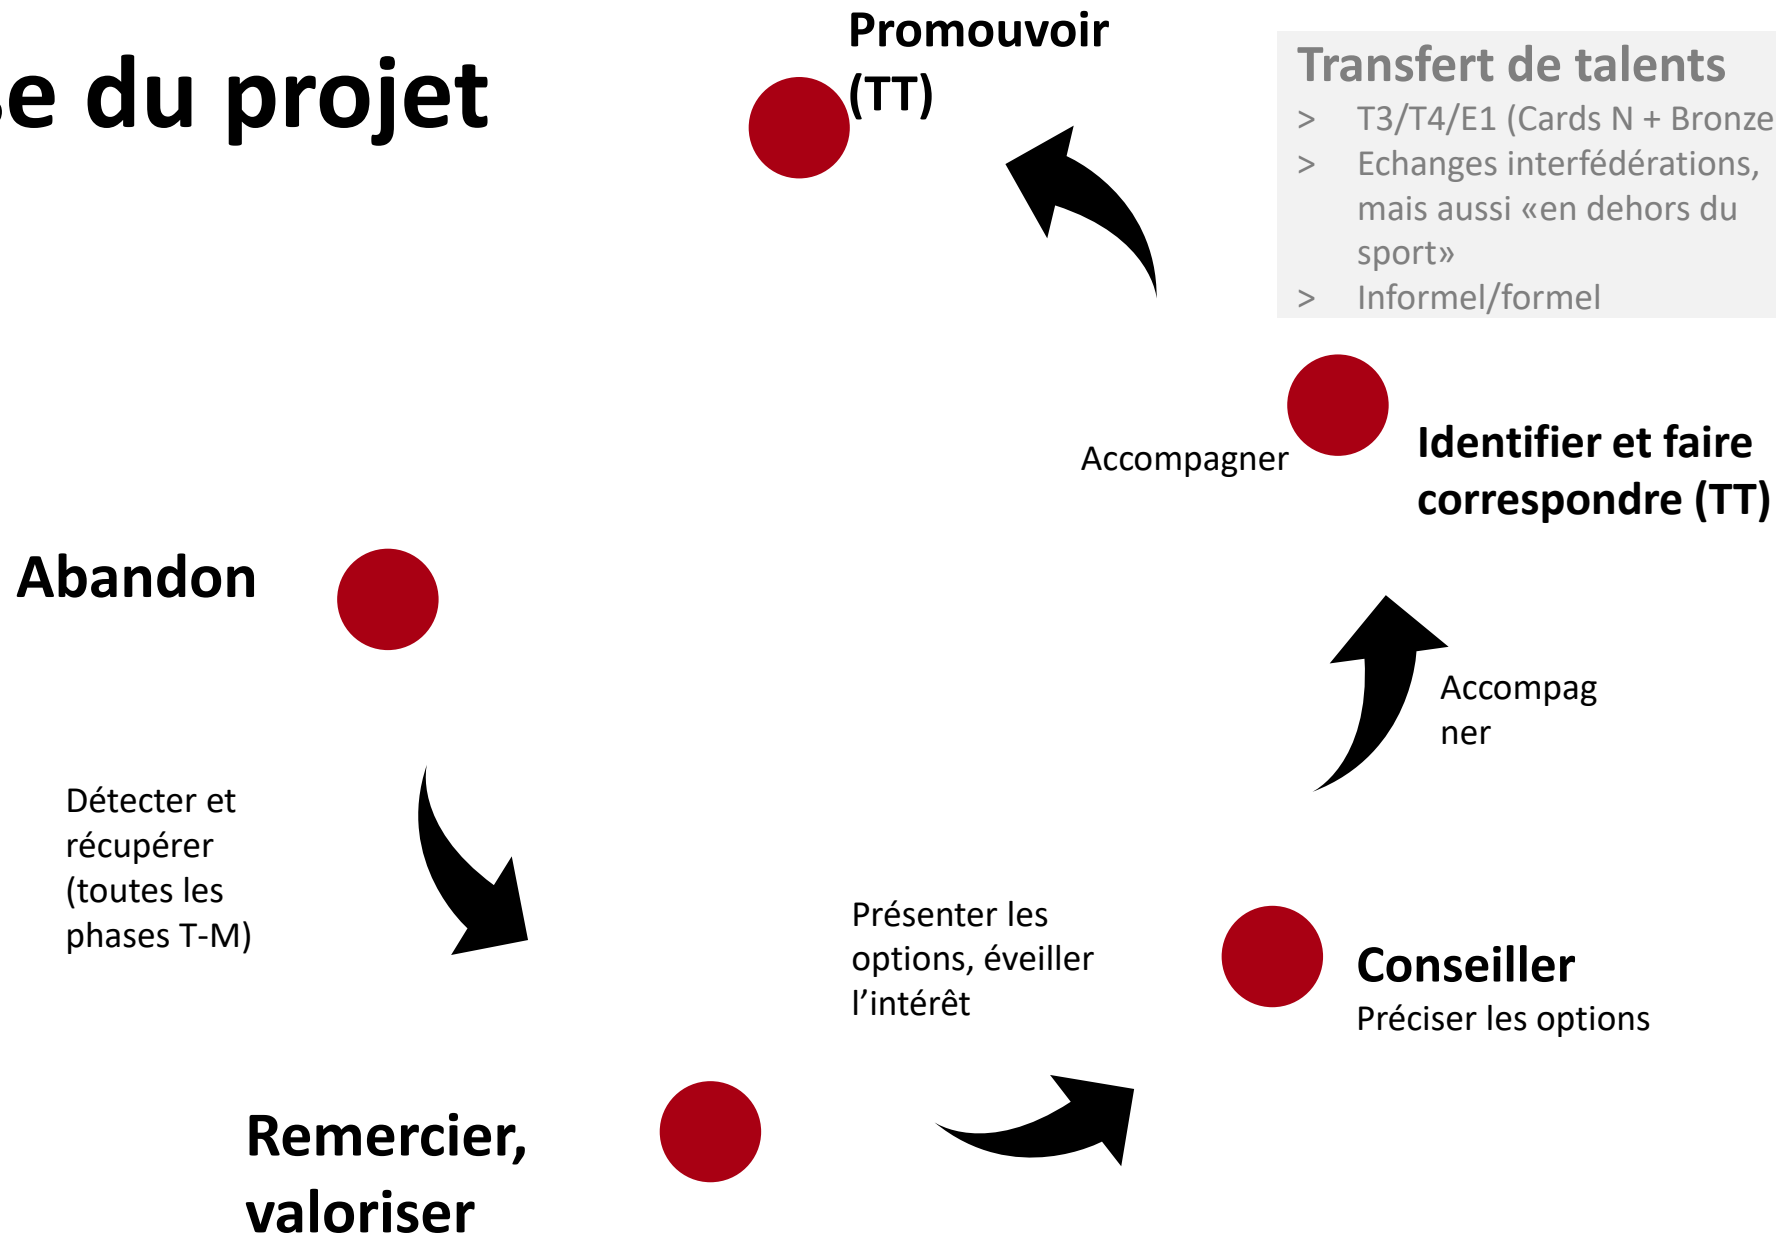 du projet
Promouvoir
(TT)
Transfert de talents
> T3/T4/E1 (Cards N + Bronze
> Echanges interfédérations,
mais aussi «en dehors du
sport»
> Informel/formel
Accompagner
Identifier et faire
correspondre (TT)
Abandon
Accompag
ner
Détecter et
récupérer
(toutes les
phases T-M)
Présenter les
options, éveiller
l’intérêt
Conseiller
Préciser les options
Remercier,
valoriser